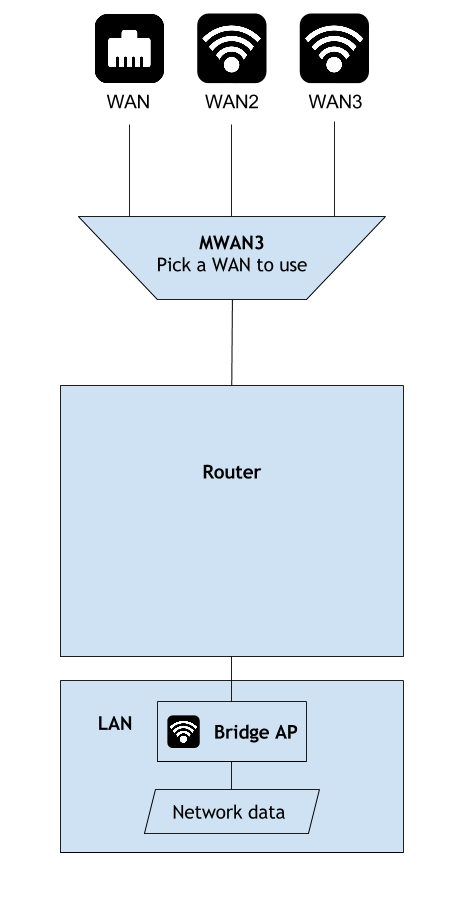 WAN
WAN2
WAN3
MWAN3
Pick a WAN to use
Router
LAN
Bridge AP
Network data